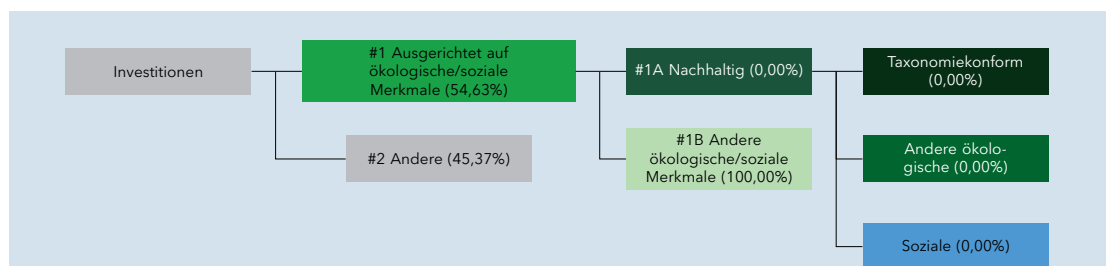 Investitionen
#1 Ausgerichtet auf
ökologische/soziale
Merkmale (54,63%)
#2 Andere (45,37%)
#1A Nachhaltig (0,00%)
#1B Andere
ökologische/soziale
Merkmale (100,00%)
Taxonomiekonform
(0,00%)
Andere ökolo-
gische (0,00%)
Soziale (0,00%)